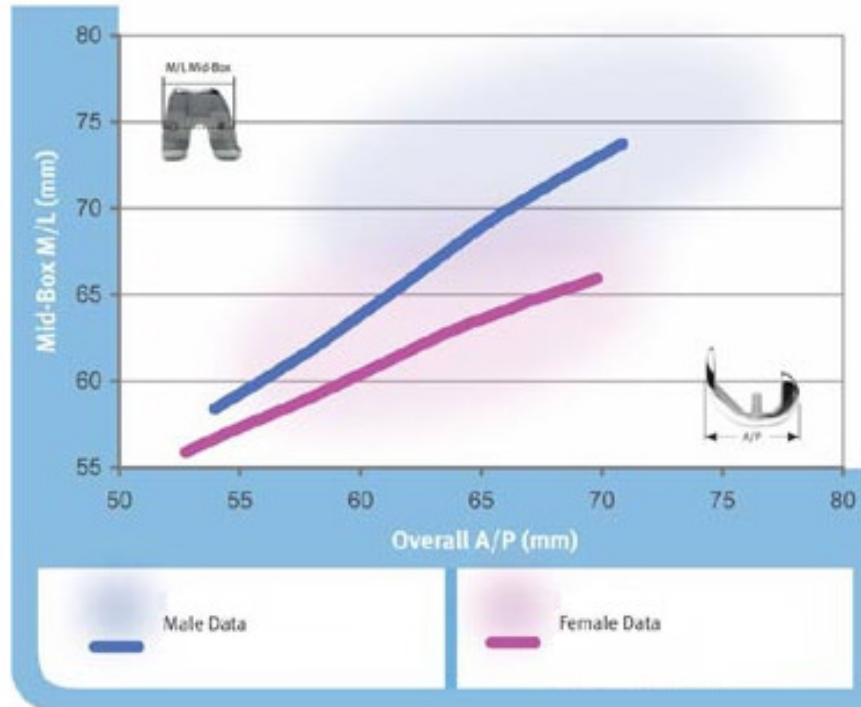 80
75
70
65
60
55
50
55
60
65
70
75
80
Mid-Box M/L (mm)
Overall A/P (mm)
M/L Mid-Box
A/P
Male Data
Female Data